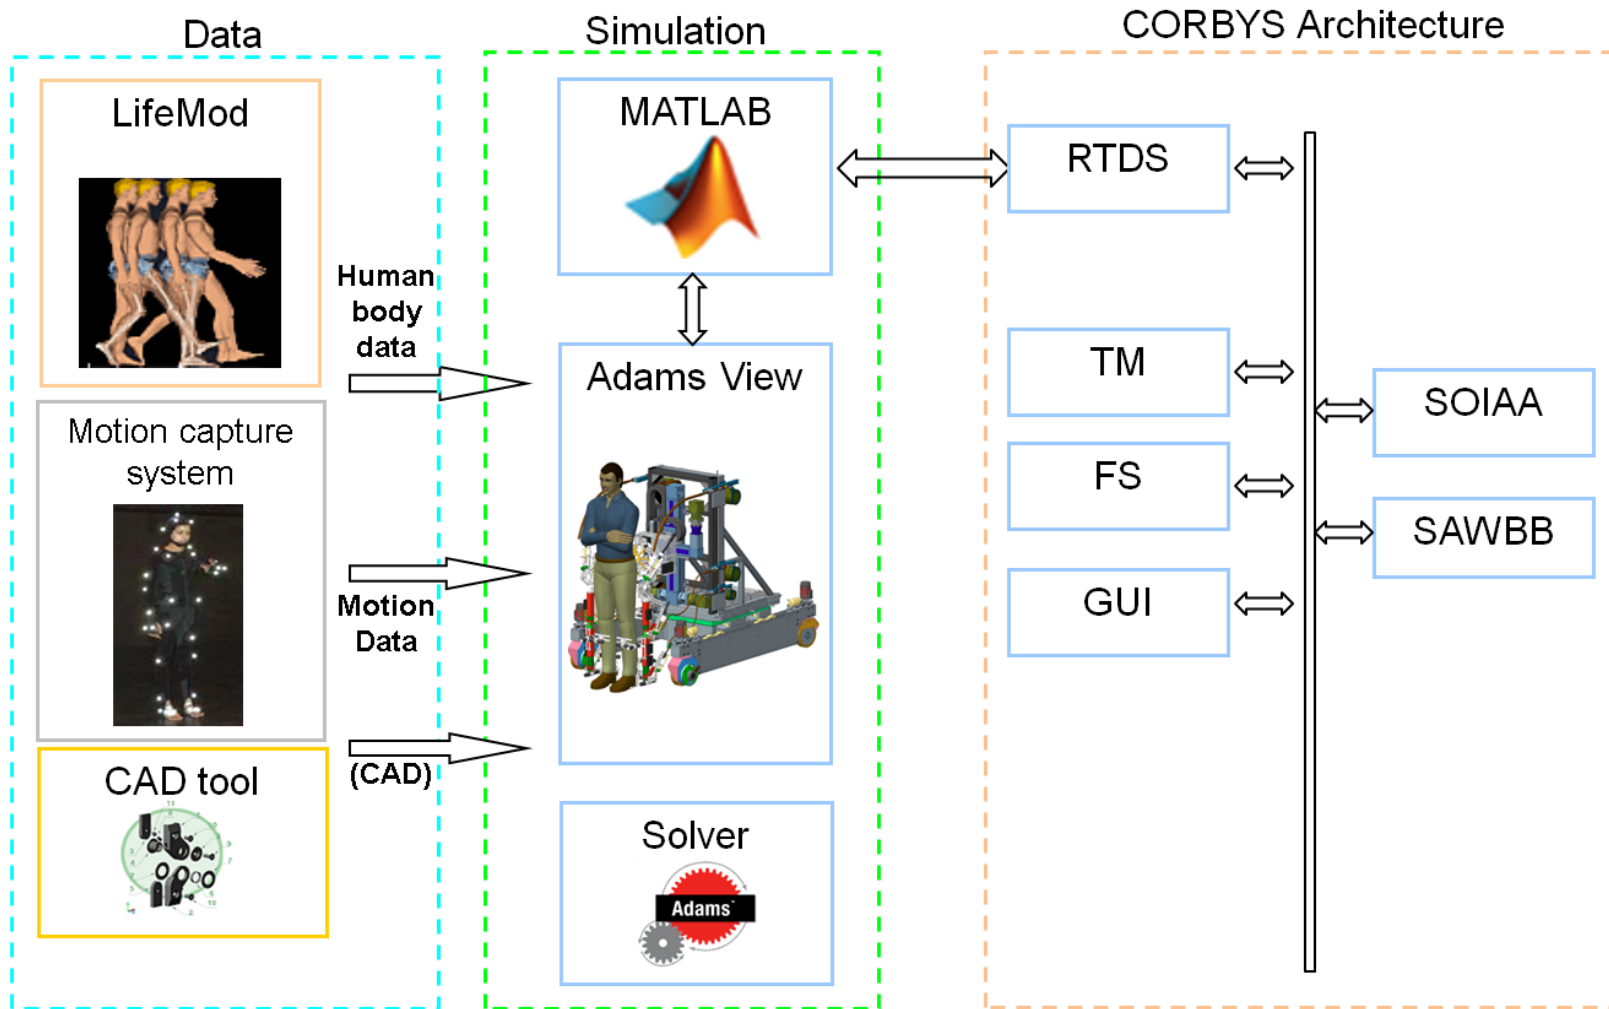 Data
LifeMod
Human
body
data
Motion capture
system
Motion
Data
CAD tool
(CAD)
Simulation
MATLAB
Adams View
Solver
Adams™
CORBYS Architecture
RTDS
TM
FS
GUI
SOIAA
SAWBB